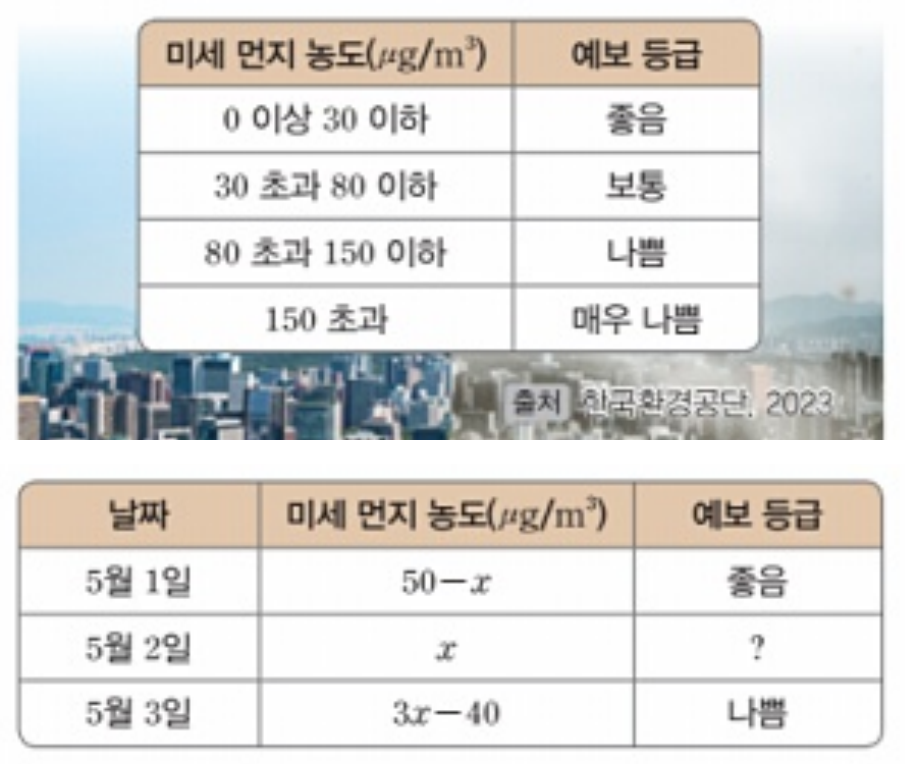 미세 먼지 농도(μg/m³) 예보 등급
0 이상 30 이하 좋음
30 초과 80 이하 보통
80 초과 150 이하 나쁨
150 초과 매우 나쁨
출처 한국환경공단, 2023
날짜 미세 먼지 농도(μg/m³) 예보 등급
5월 1일 50-x 좋음
5월 2일 x ?
5월 3일 3x-40 나쁨